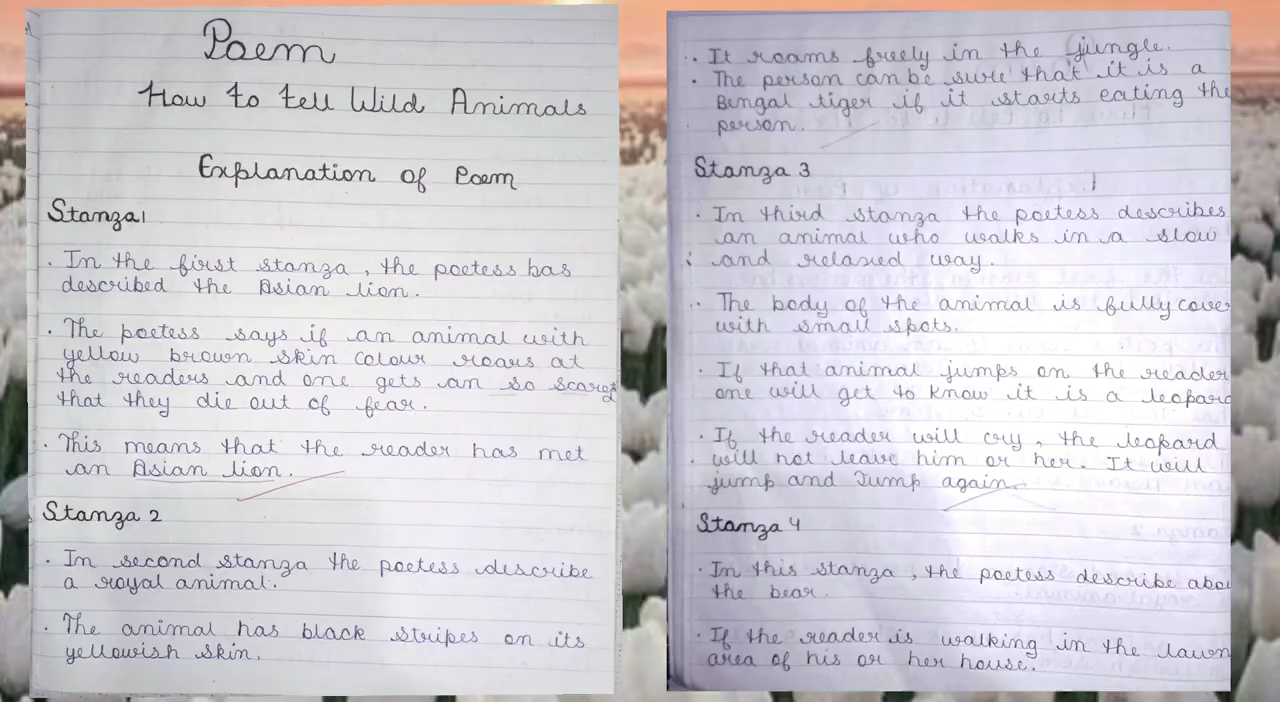 Poem
How to tell Wild Animals
Explanation of Poem
Stanza 1
. In the first stanza, the poetess has
described the Asian lion.
. The poetess says if an animal with
yellow brown skin colour roars at
the readers and one gets an so scared
that they die out of fear.
. This means that the reader has met
an Asian lion.
Stanza 2
. In second stanza the poetess describe
a royal animal.
. The animal has black stripes on its
yellowish skin.
. It roams freely in the jungle.
. The person can be sure that it is a
Bengal tiger if it starts eating the
person.
Stanza 3
. In third stanza the poetess describes
an animal who walks in a slow
and relaxed way.
. The body of the animal is fully cove
with small spots.
. If that animal jumps on the reader
one will get to know it is a leopard
. If the reader will cry, the leopard
will not leave him or her. It will
jump and Jump again.
Stanza 4
. In this stanza, the poetess describe abo
the bear.
. If the reader is walking in the lawn
area of his or her house.